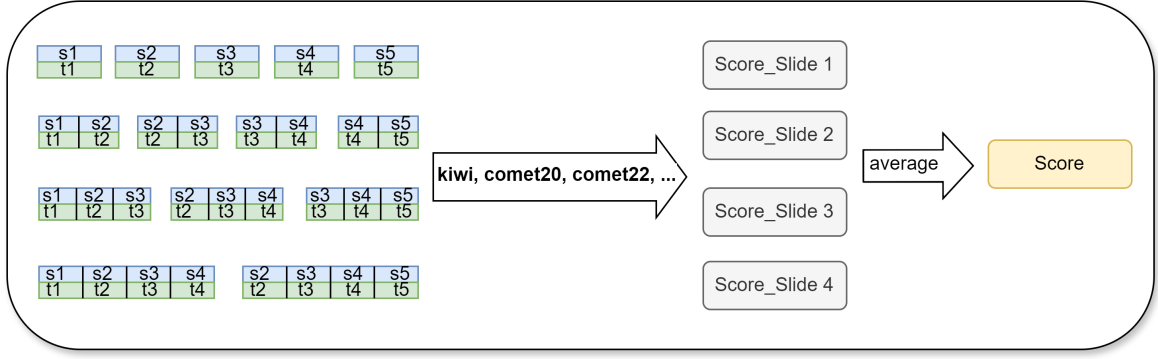 s1 s2 s3 s4 s5
t1 t2 t3 t4 t5
Score_Slide 1
s1 s2 s2 s3 s3 s4 s4 s5
t1 t2 t2 t3 t3 t4 t4 t5
Score_Slide 2
kiwi, comet20, comet22, ...
average
Score
s1 s2 s3 s2 s3 s4 s3 s4 s5
t1 t2 t3 t2 t3 t4 t3 t4 t5
Score_Slide 3
s1 s2 s3 s4 s2 s3 s4 s5
t1 t2 t3 t4 t2 t3 t4 t5
Score_Slide 4